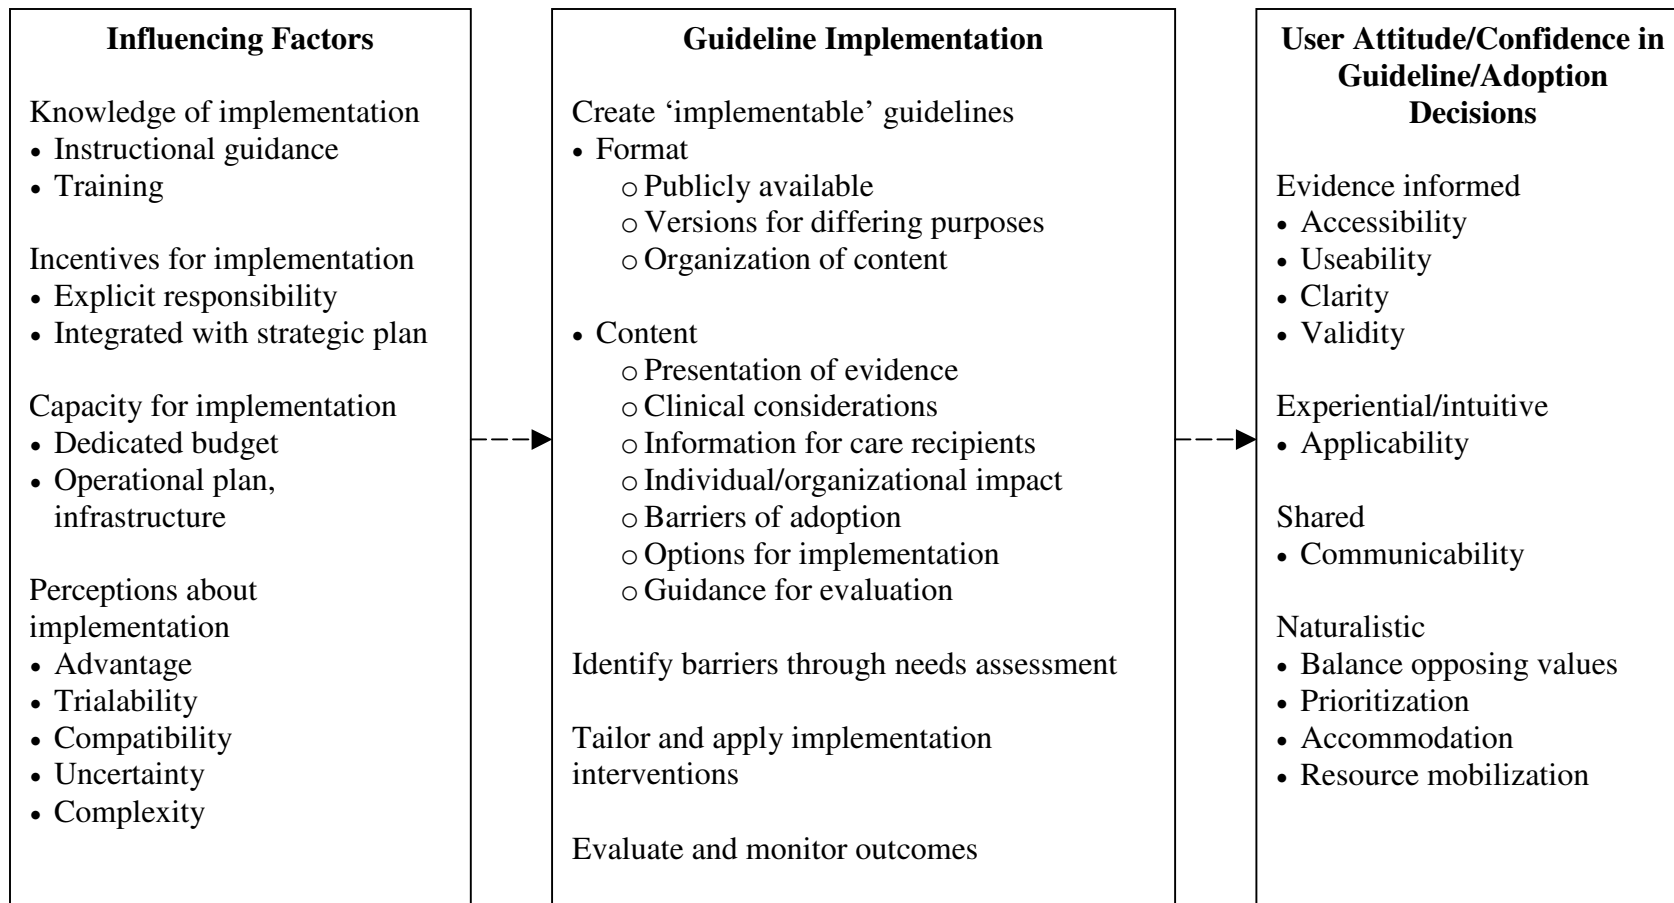 Influencing Factors
Knowledge of implementation
• Instructional guidance
• Training
Incentives for implementation
• Explicit responsibility
• Integrated with strategic plan
Capacity for implementation
• Dedicated budget
• Operational plan,
infrastructure
Perceptions about
implementation
• Advantage
• Trialability
• Compatibility
• Uncertainty
• Complexity
Guideline Implementation
Create ‘implementable’ guidelines
• Format
○ Publicly available
○ Versions for differing purposes
○ Organization of content
• Content
○ Presentation of evidence
○ Clinical considerations
○ Information for care recipients
○ Individual/organizational impact
○ Barriers of adoption
○ Options for implementation
○ Guidance for evaluation
Identify barriers through needs assessment
Tailor and apply implementation
interventions
Evaluate and monitor outcomes
User Attitude/Confidence in
Guideline/Adoption
Decisions
Evidence informed
• Accessibility
• Useability
• Clarity
• Validity
Experiential/intuitive
• Applicability
Shared
• Communicability
Naturalistic
• Balance opposing values
• Prioritization
• Accommodation
• Resource mobilization